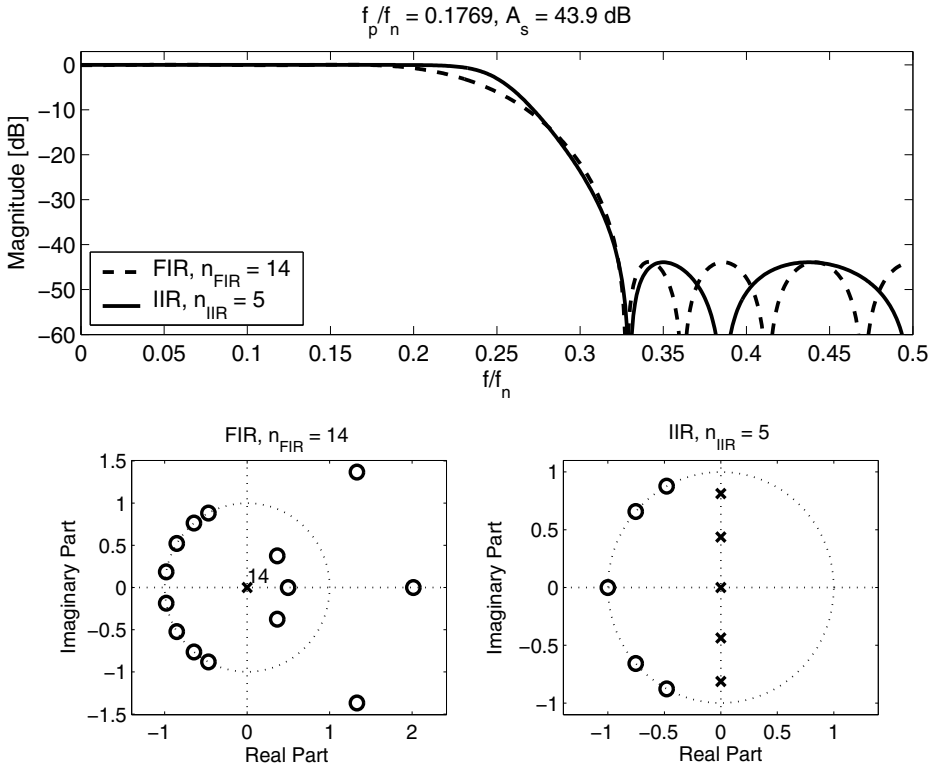 f_p/f_n = 0.1769, A_s = 43.9 dB
Magnitude [dB]
0
−10
−20
−30
−40
−50
−60
FIR, n_FIR = 14
IIR, n_IIR = 5
0 0.05 0.1 0.15 0.2 0.25 0.3 0.35 0.4 0.45 0.5
f/f_n
FIR, n_FIR = 14
Imaginary Part
1.5
1
0.5
0
−0.5
−1
−1.5
14
−1 0 1 2
Real Part
IIR, n_IIR = 5
Imaginary Part
1
0.5
0
−0.5
−1
−1 −0.5 0 0.5 1
Real Part